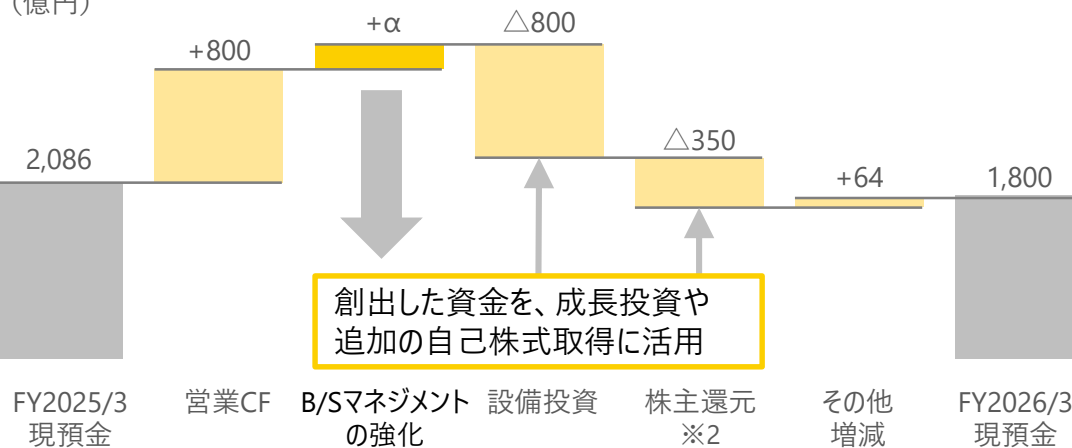 (億円)
+800
+α
△800
2,086
△350
+64
1,800
創出した資金を、成長投資や
追加の自己株式取得に活用
FY2025/3
現預金
営業CF
B/Sマネジメント
の強化
設備投資
株主還元
※2
その他
増減
FY2026/3
現預金